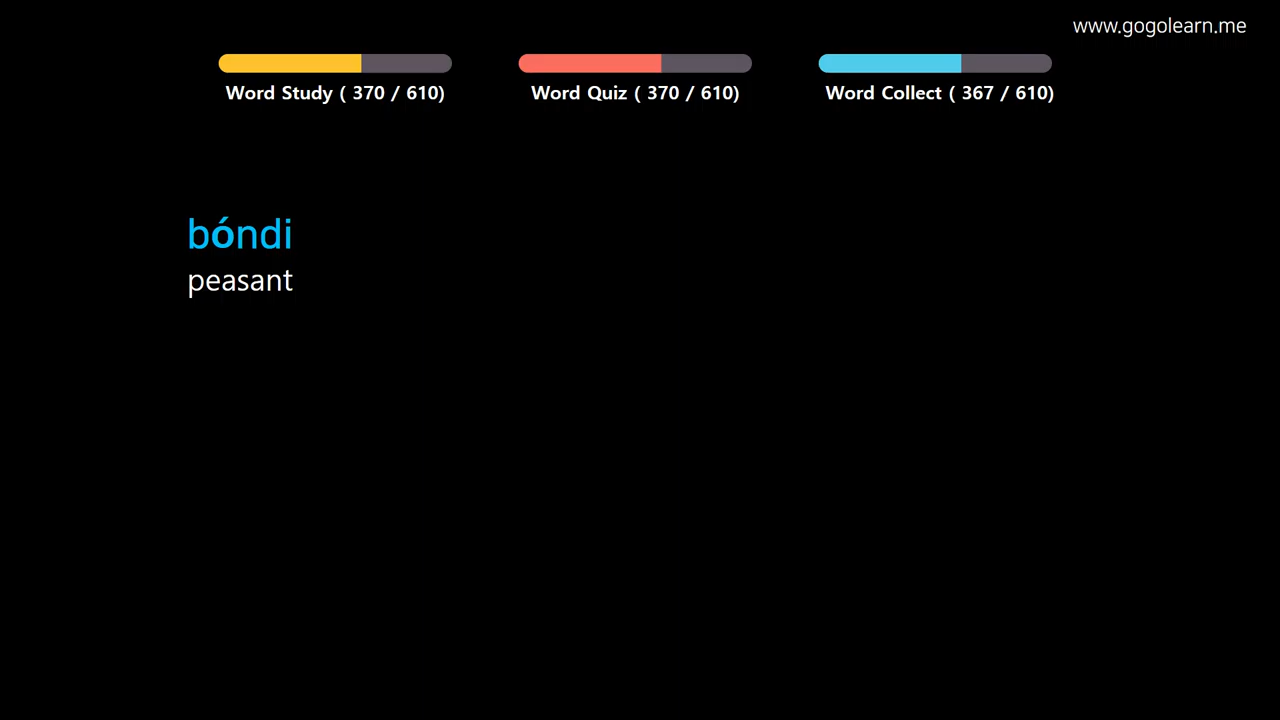 www.gogolearn.me
Word Study ( 370 / 610)
Word Quiz ( 370 / 610)
Word Collect ( 367 / 610)
bóndi
peasant